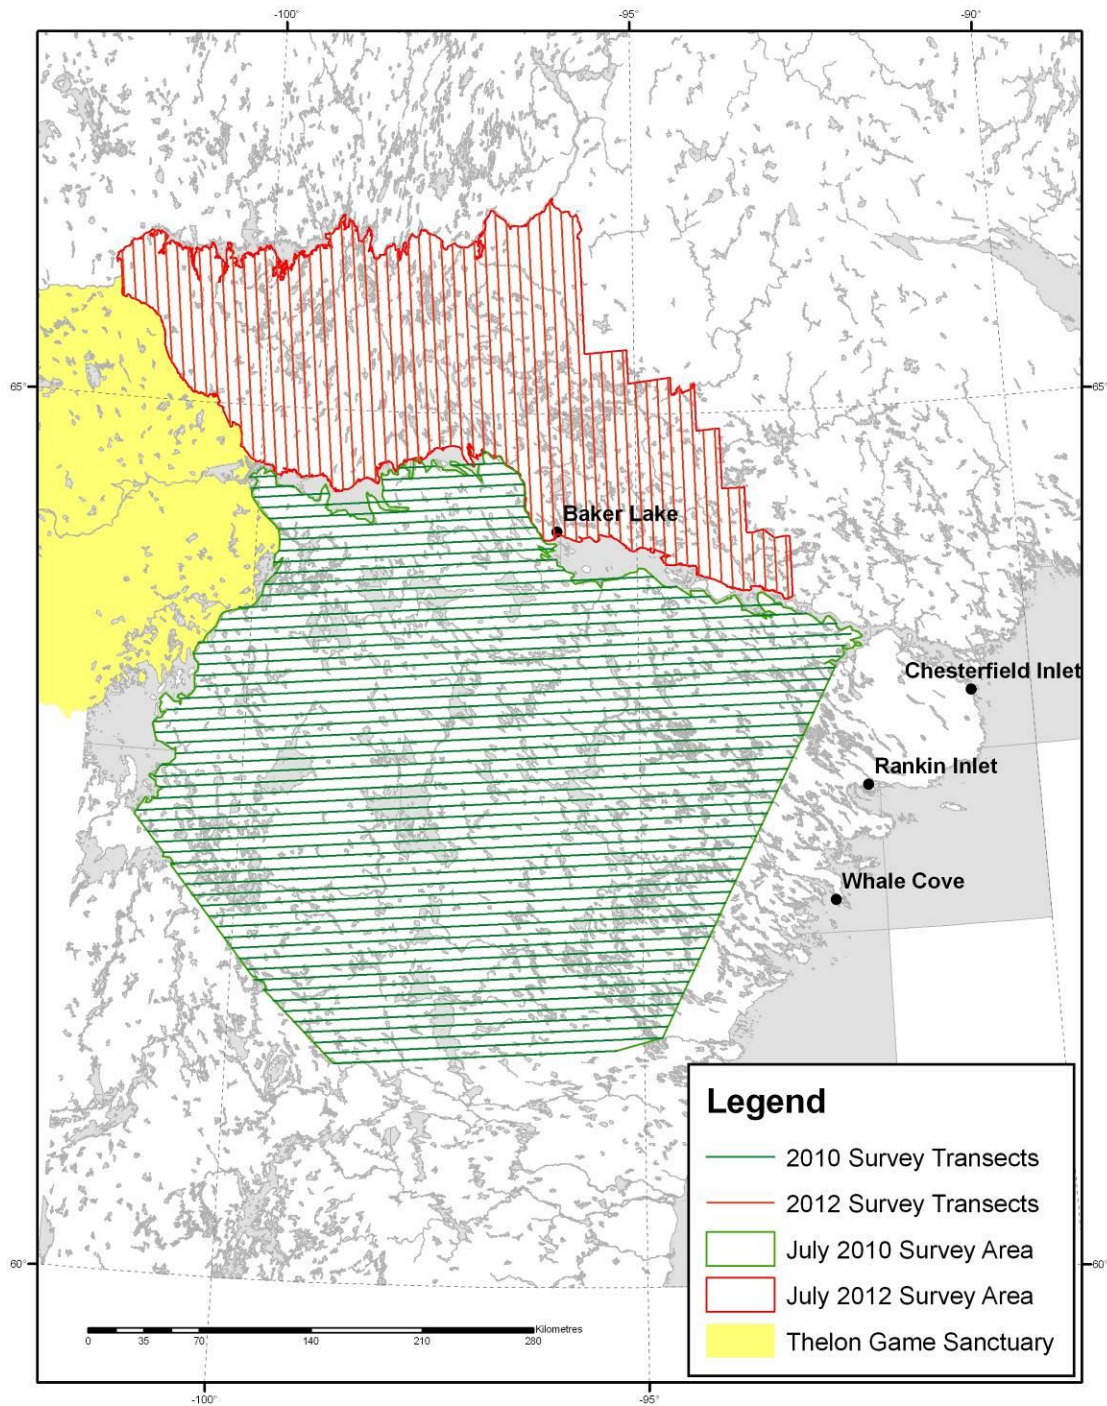 -100° -95° -90°
65° 65°
Baker Lake
Chesterfield Inlet
Rankin Inlet
Whale Cove
Legend
2010 Survey Transects
2012 Survey Transects
July 2010 Survey Area
July 2012 Survey Area
Thelon Game Sanctuary
60° 60°
Kilometres
0 35 70 140 210 280
-100° -95°